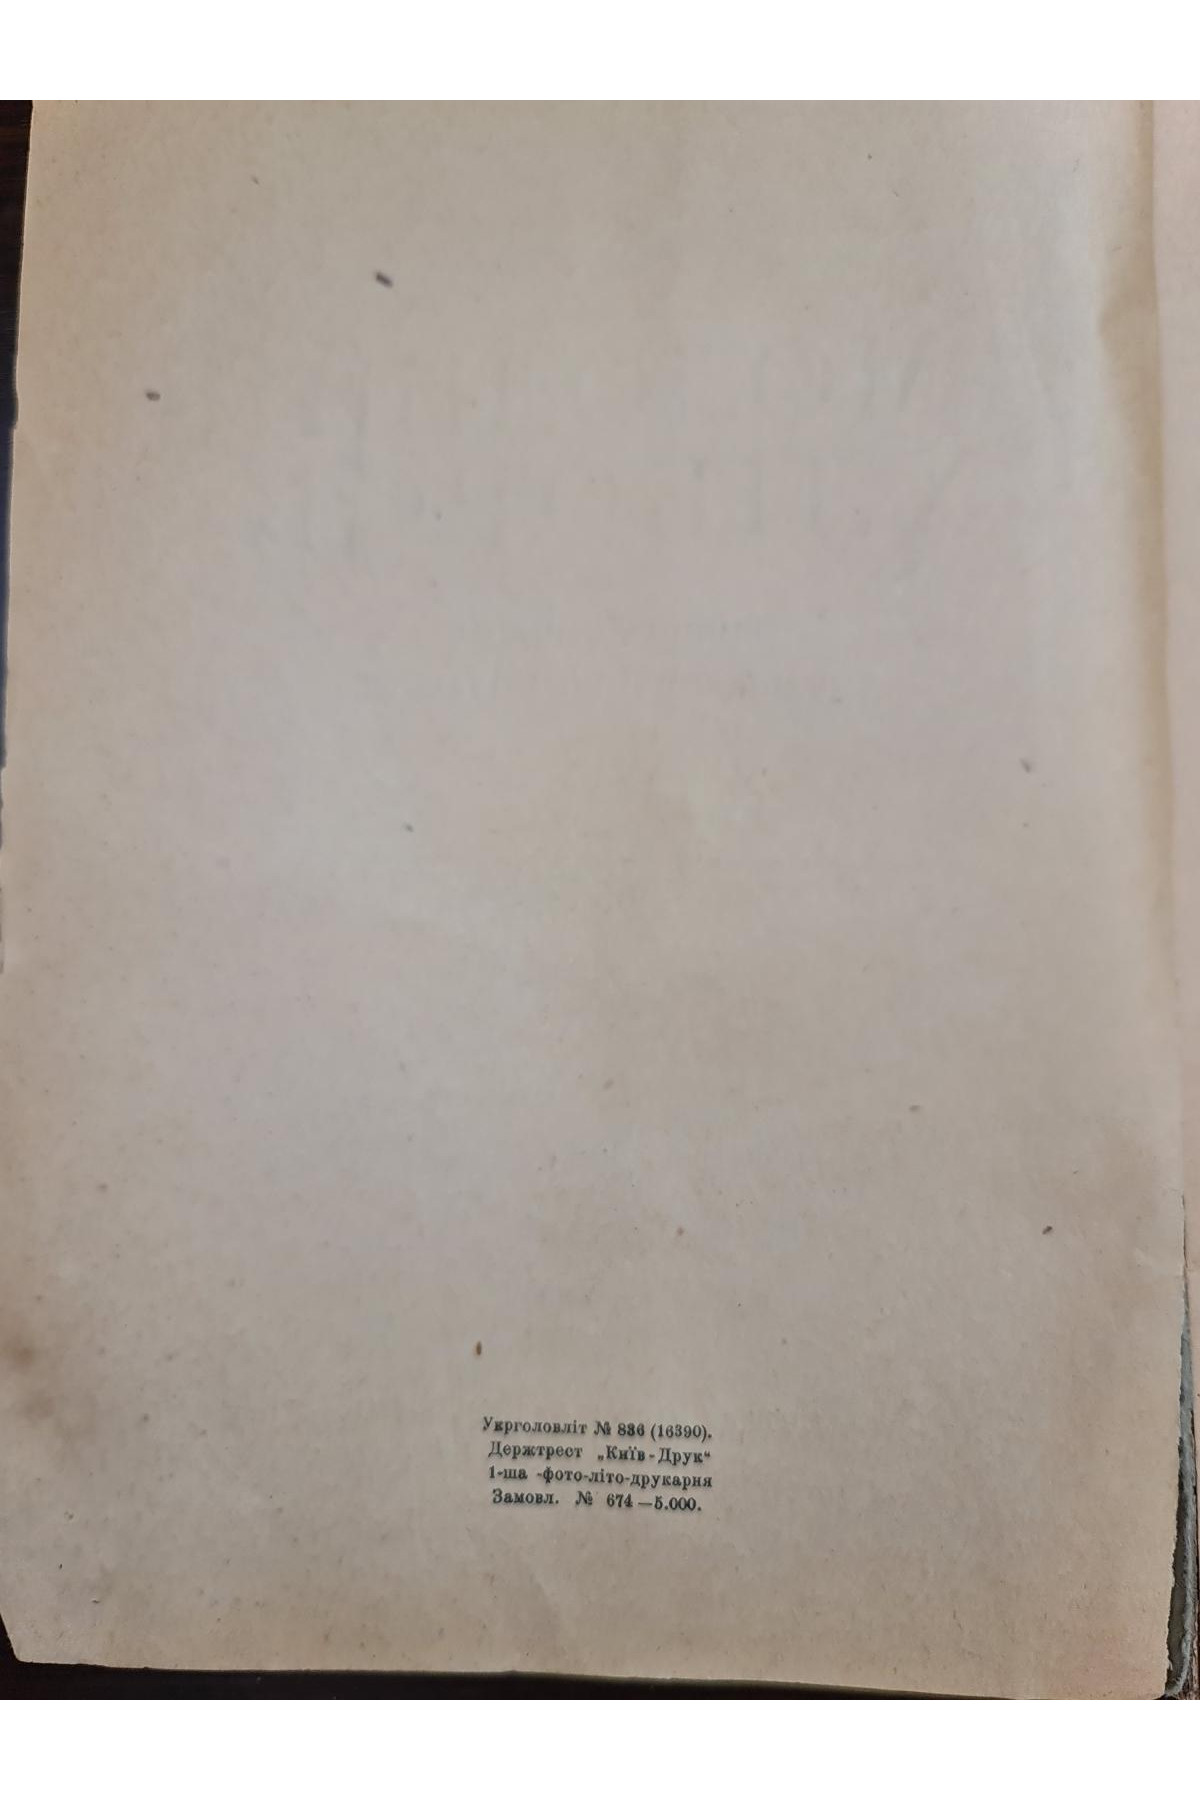 Укрголовліт № 836 (16390).
Держтрест „Київ-Друк“
1-ша -фото-літо-друкарня
Замовл. № 674—5.000.